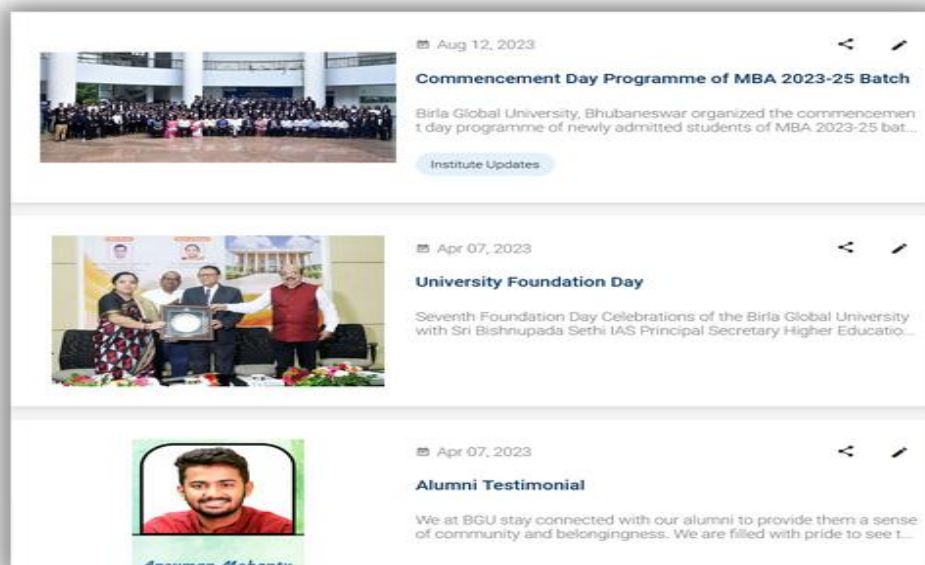 Aug 12, 2023
Commencement Day Programme of MBA 2023-25 Batch
Birla Global University, Bhubaneswar organized the commencemen
t day programme of newly admitted students of MBA 2023-25 bat...
Institute Updates
Apr 07, 2023
University Foundation Day
Seventh Foundation Day Celebrations of the Birla Global University
with Sri Bishnupada Sethi IAS Principal Secretary Higher Educatio...
Apr 07, 2023
Alumni Testimonial
We at BGU stay connected with our alumni to provide them a sense
of community and belongingness. We are filled with pride to see t...
Ansuman Mohanty